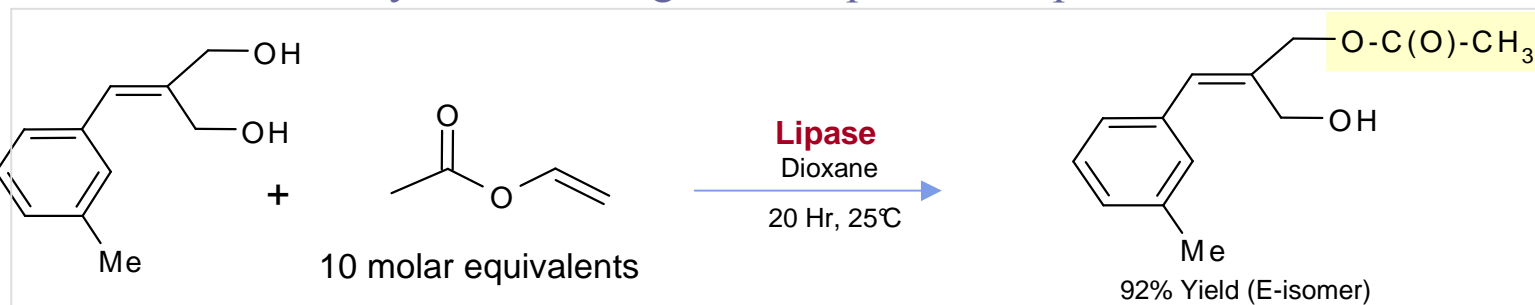 OH
OH
Me
+
O
O
10 molar equivalents
Lipase
Dioxane
20 Hr, 25℃
O-C(O)-CH3
OH
Me
92% Yield (E-isomer)